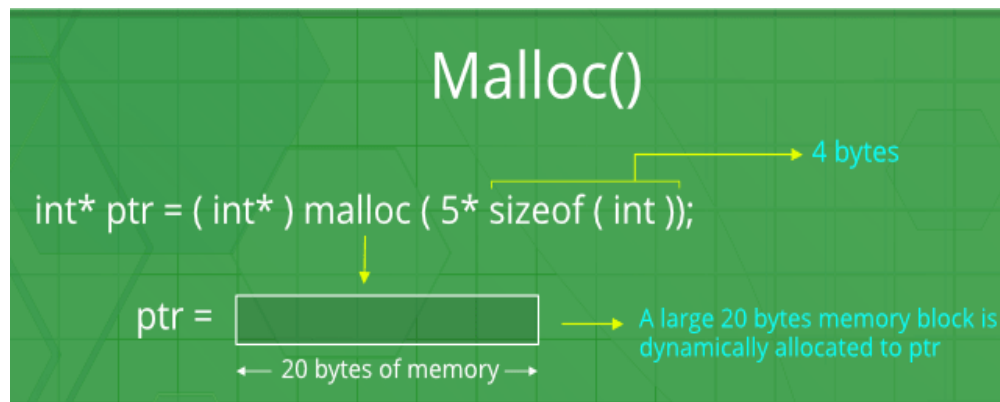 Malloc()
4 bytes
int* ptr = ( int* ) malloc ( 5* sizeof ( int ));
ptr =
A large 20 bytes memory block is
dynamically allocated to ptr
20 bytes of memory